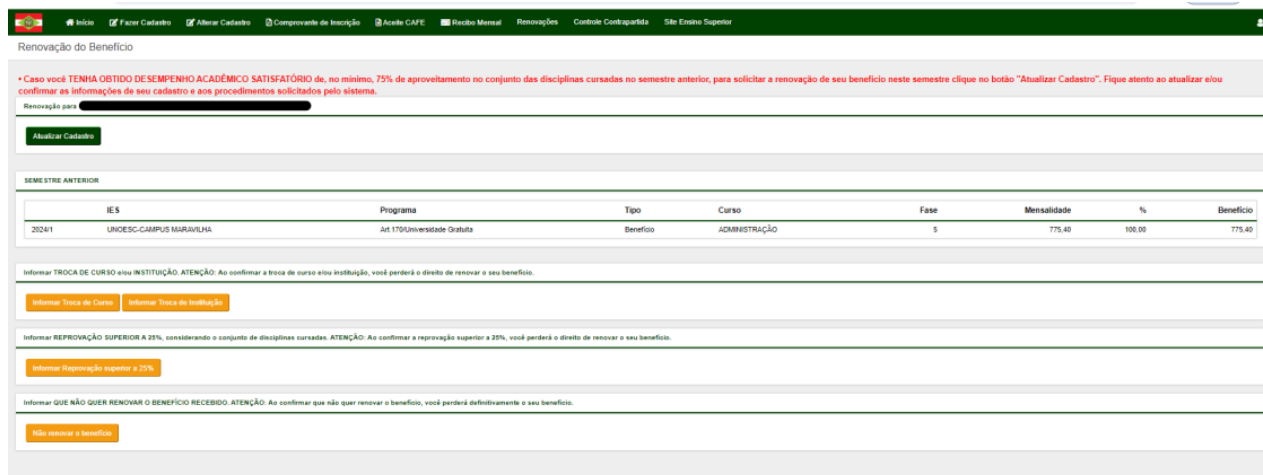 Início Fazer Cadastro Alterar Cadastro Comprovante de Inscrição Aceite CAFE Recibo Mensal Renovações Controle Contrapartida Site Ensino Superior
Renovação do Benefício
• Caso você TENHA OBTIDO DESEMPENHO ACADÊMICO SATISFATÓRIO de, no mínimo, 75% de aproveitamento no conjunto das disciplinas cursadas no semestre anterior, para solicitar a renovação de seu benefício neste semestre clique no botão "Atualizar Cadastro". Fique atento ao atualizar e/ou
confirmar as informações de seu cadastro e aos procedimentos solicitados pelo sistema.
Renovação para
Atualizar Cadastro
SEMESTRE ANTERIOR
IES Programa Tipo Curso Fase Mensalidade % Benefício
2024/1 UNOESC-CAMPUS MARAVILHA Art.170/Universidade Gratuita Benefício ADMINISTRAÇÃO 5 775,40 100,00 775,40
Informar TROCA DE CURSO e/ou INSTITUIÇÃO. ATENÇÃO: Ao confirmar a troca de curso e/ou instituição, você perderá o direito de renovar o seu benefício.
Informar Troca de Curso Informar Troca de Instituição
Informar REPROVAÇÃO SUPERIOR A 25%, considerando o conjunto de disciplinas cursadas. ATENÇÃO: Ao confirmar a reprovação superior a 25%, você perderá o direito de renovar o seu benefício.
Informar Reprovação superior a 25%
Informar QUE NÃO QUER RENOVAR O BENEFÍCIO RECEBIDO. ATENÇÃO: Ao confirmar que não quer renovar o benefício, você perderá definitivamente o seu benefício.
Não renovar o benefício